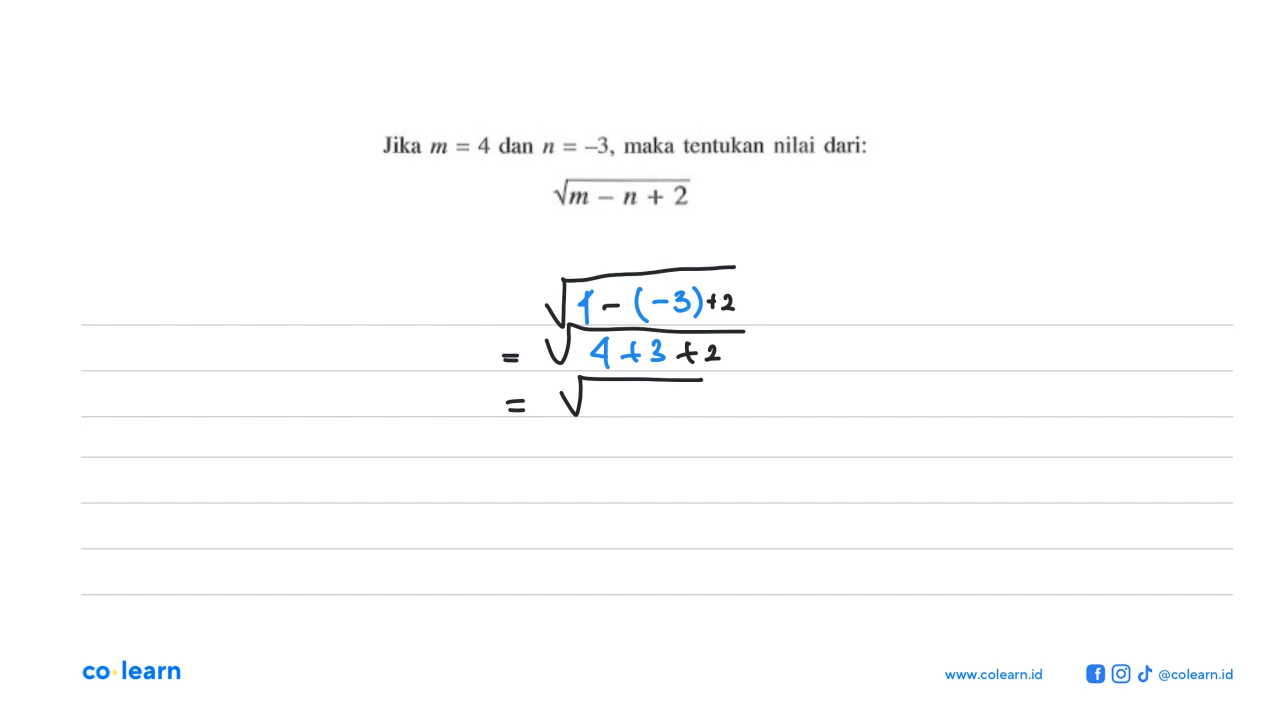 Jika m = 4 dan n = –3, maka tentukan nilai dari:
√m – n + 2
√4 - (-3) + 2
= √4 + 3 + 2
= √
co learn
www.colearn.id @colearn.id